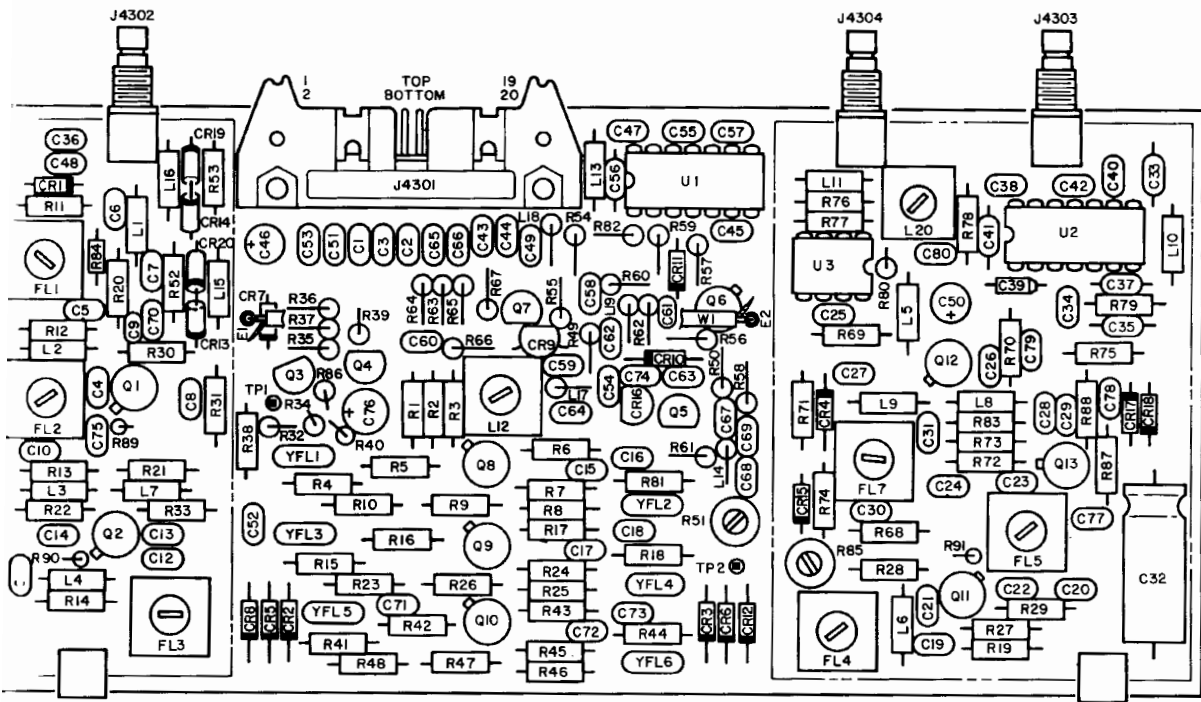 J4302
J4304
J4303
1
2
TOP
BOTTOM
19
20
J4301
C36
C48
CR1
R11
C6
L1
L16
CR19
R53
CR14
CR20
FL1
R84
R20
C7
R52
L15
C5
R12
L2
C9
C70
CR13
R30
C4
Q1
FL2
C75
R89
C8
R31
C10
R13
L3
R22
R21
L7
R33
C14
Q2
C13
C12
R90
L4
R14
FL3
C46
C53
C51
C1
C3
C2
C65
C66
C43
C44
C49
L18
R54
CR7
E1
R36
R37
R35
R39
R64
R63
R65
R67
Q7
R55
C60
R66
CR9
R49
C59
Q3
Q4
R86
TP1
R34
C76
R32
R40
R38
R1
R2
R3
L12
L17
C64
YFL1
R5
R4
R10
Q8
R9
R6
C15
R7
R8
R17
C52
YFL3
R16
R15
R23
Q9
R26
C17
R24
R25
R43
CR8
CR5
CR2
YFL5
C71
R42
R41
R48
Q10
R47
C72
R45
R46
L13
C47
C55
C57
C56
U1
R82
R59
C45
R57
CR11
C58
R60
L19
R62
C61
Q6
W1
E2
C62
R56
CR10
R50
R58
C54
C74
C63
CR16
Q5
C67
C69
R61
L14
C68
C16
R81
YFL2
R51
C18
R18
TP2
YFL4
C73
R44
YFL6
CR3
CR6
CR12
L11
R76
R77
L20
R78
C38
C42
C40
C33
C41
U2
L10
U3
R80
C80
C39
C37
R79
C34
C35
C25
R69
L5
C50
Q12
C26
R70
C79
R75
C27
R71
CR4
L9
C31
L8
R83
R73
R72
C28
C29
R88
C78
CR17
CR18
Q13
R87
FL7
C24
C23
CR15
R74
C30
R68
FL5
C77
R85
R28
R91
C32
Q11
C22
C20
R29
C21
L6
C19
R27
R19
FL4